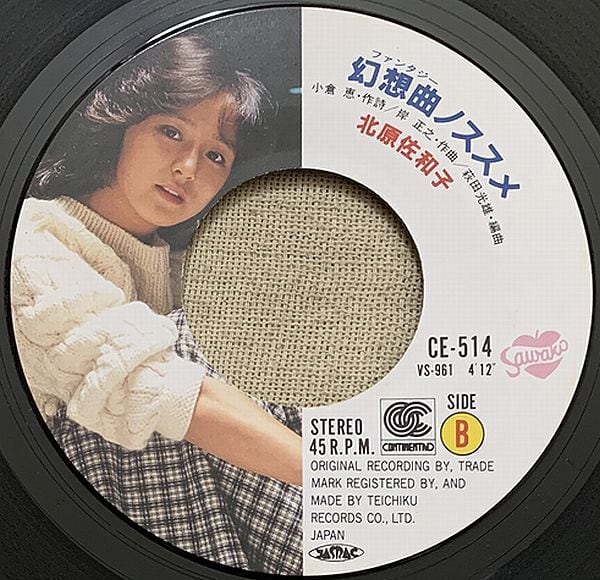 ファンタジー
幻想曲ノススメ
小倉 恵・作詩/岸 正之・作曲/萩田光雄・編曲
北原佐和子
CE-514
VS-961 4'12"
Sawako
STEREO
45 R.P.M.
CONTINENTAL
SIDE
B
ORIGINAL RECORDING BY, TRADE
MARK REGISTERED BY, AND
MADE BY TEICHIKU
RECORDS CO., LTD.
JAPAN
JASRAC